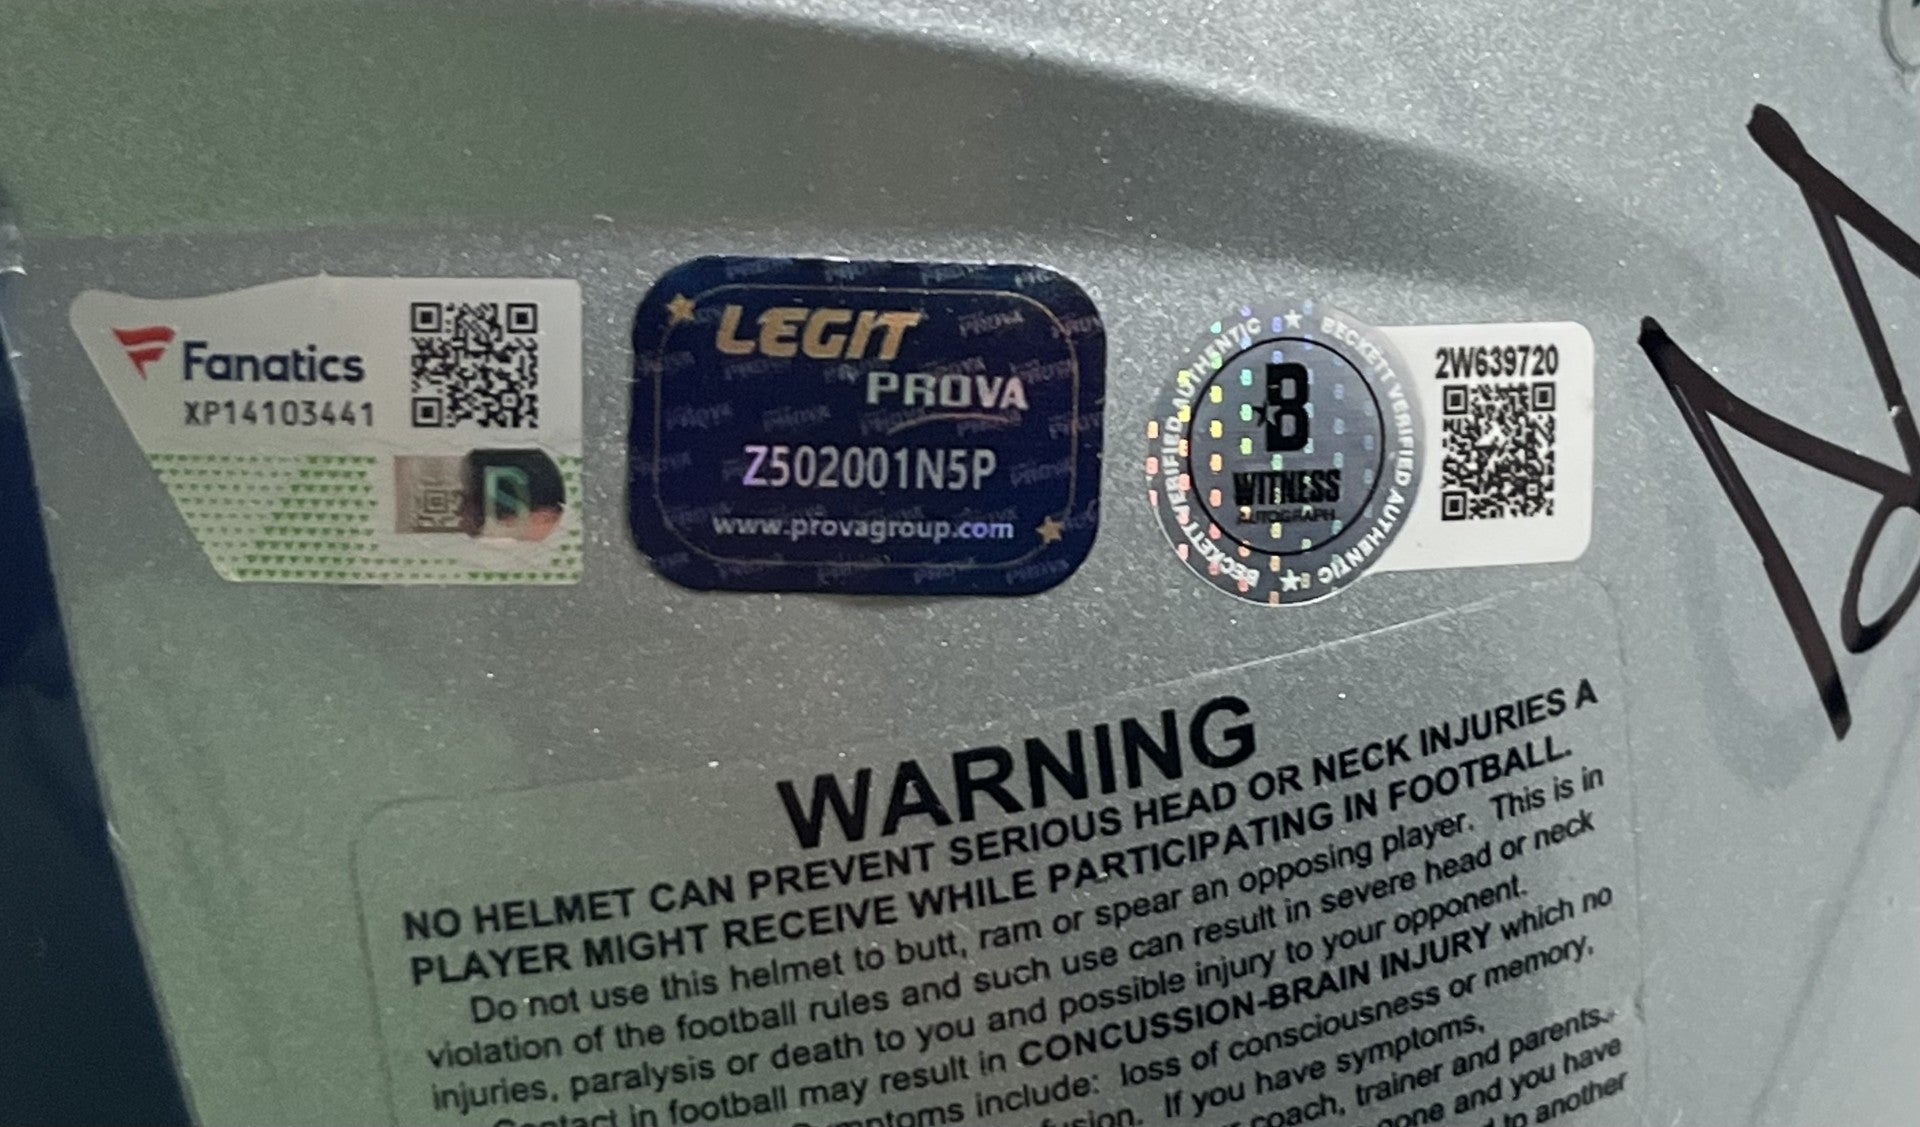 Fanatics
XP14103441
LEGIT
PROVA
Z502001N5P
www.provagroup.com
BECKETT VERIFIED AUTHENTIC ★ BECKETT VERIFIED AUTHENTIC ★
B
WITNESS
AUTOGRAPH
2W639720
WARNING
NO HELMET CAN PREVENT SERIOUS HEAD OR NECK INJURIES A
PLAYER MIGHT RECEIVE WHILE PARTICIPATING IN FOOTBALL.
Do not use this helmet to butt, ram or spear an opposing player. This is in
violation of the football rules and such use can result in severe head or neck
injuries, paralysis or death to you and possible injury to your opponent.
Contact in football may result in CONCUSSION-BRAIN INJURY which no
include: loss of consciousness or memory,
If you have symptoms,
coach, trainer and parents.
and you have
to another